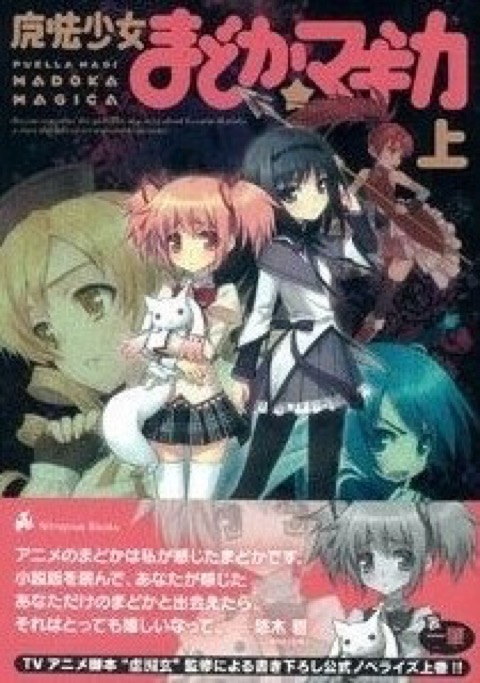 魔法少女
まどか☆マギカ
PUELLA MAGI
MADOKA
MAGICA
上
Nitroplus Books
アニメのまどかは私が感じたまどかです。
小説版を読んで、あなたが感じた
あなただけのまどかと出会えたら、
それはとっても嬉しいなって。
悠木 碧
TVアニメ脚本“虚淵玄”監修による書き下ろし公式ノベライズ上巻!!